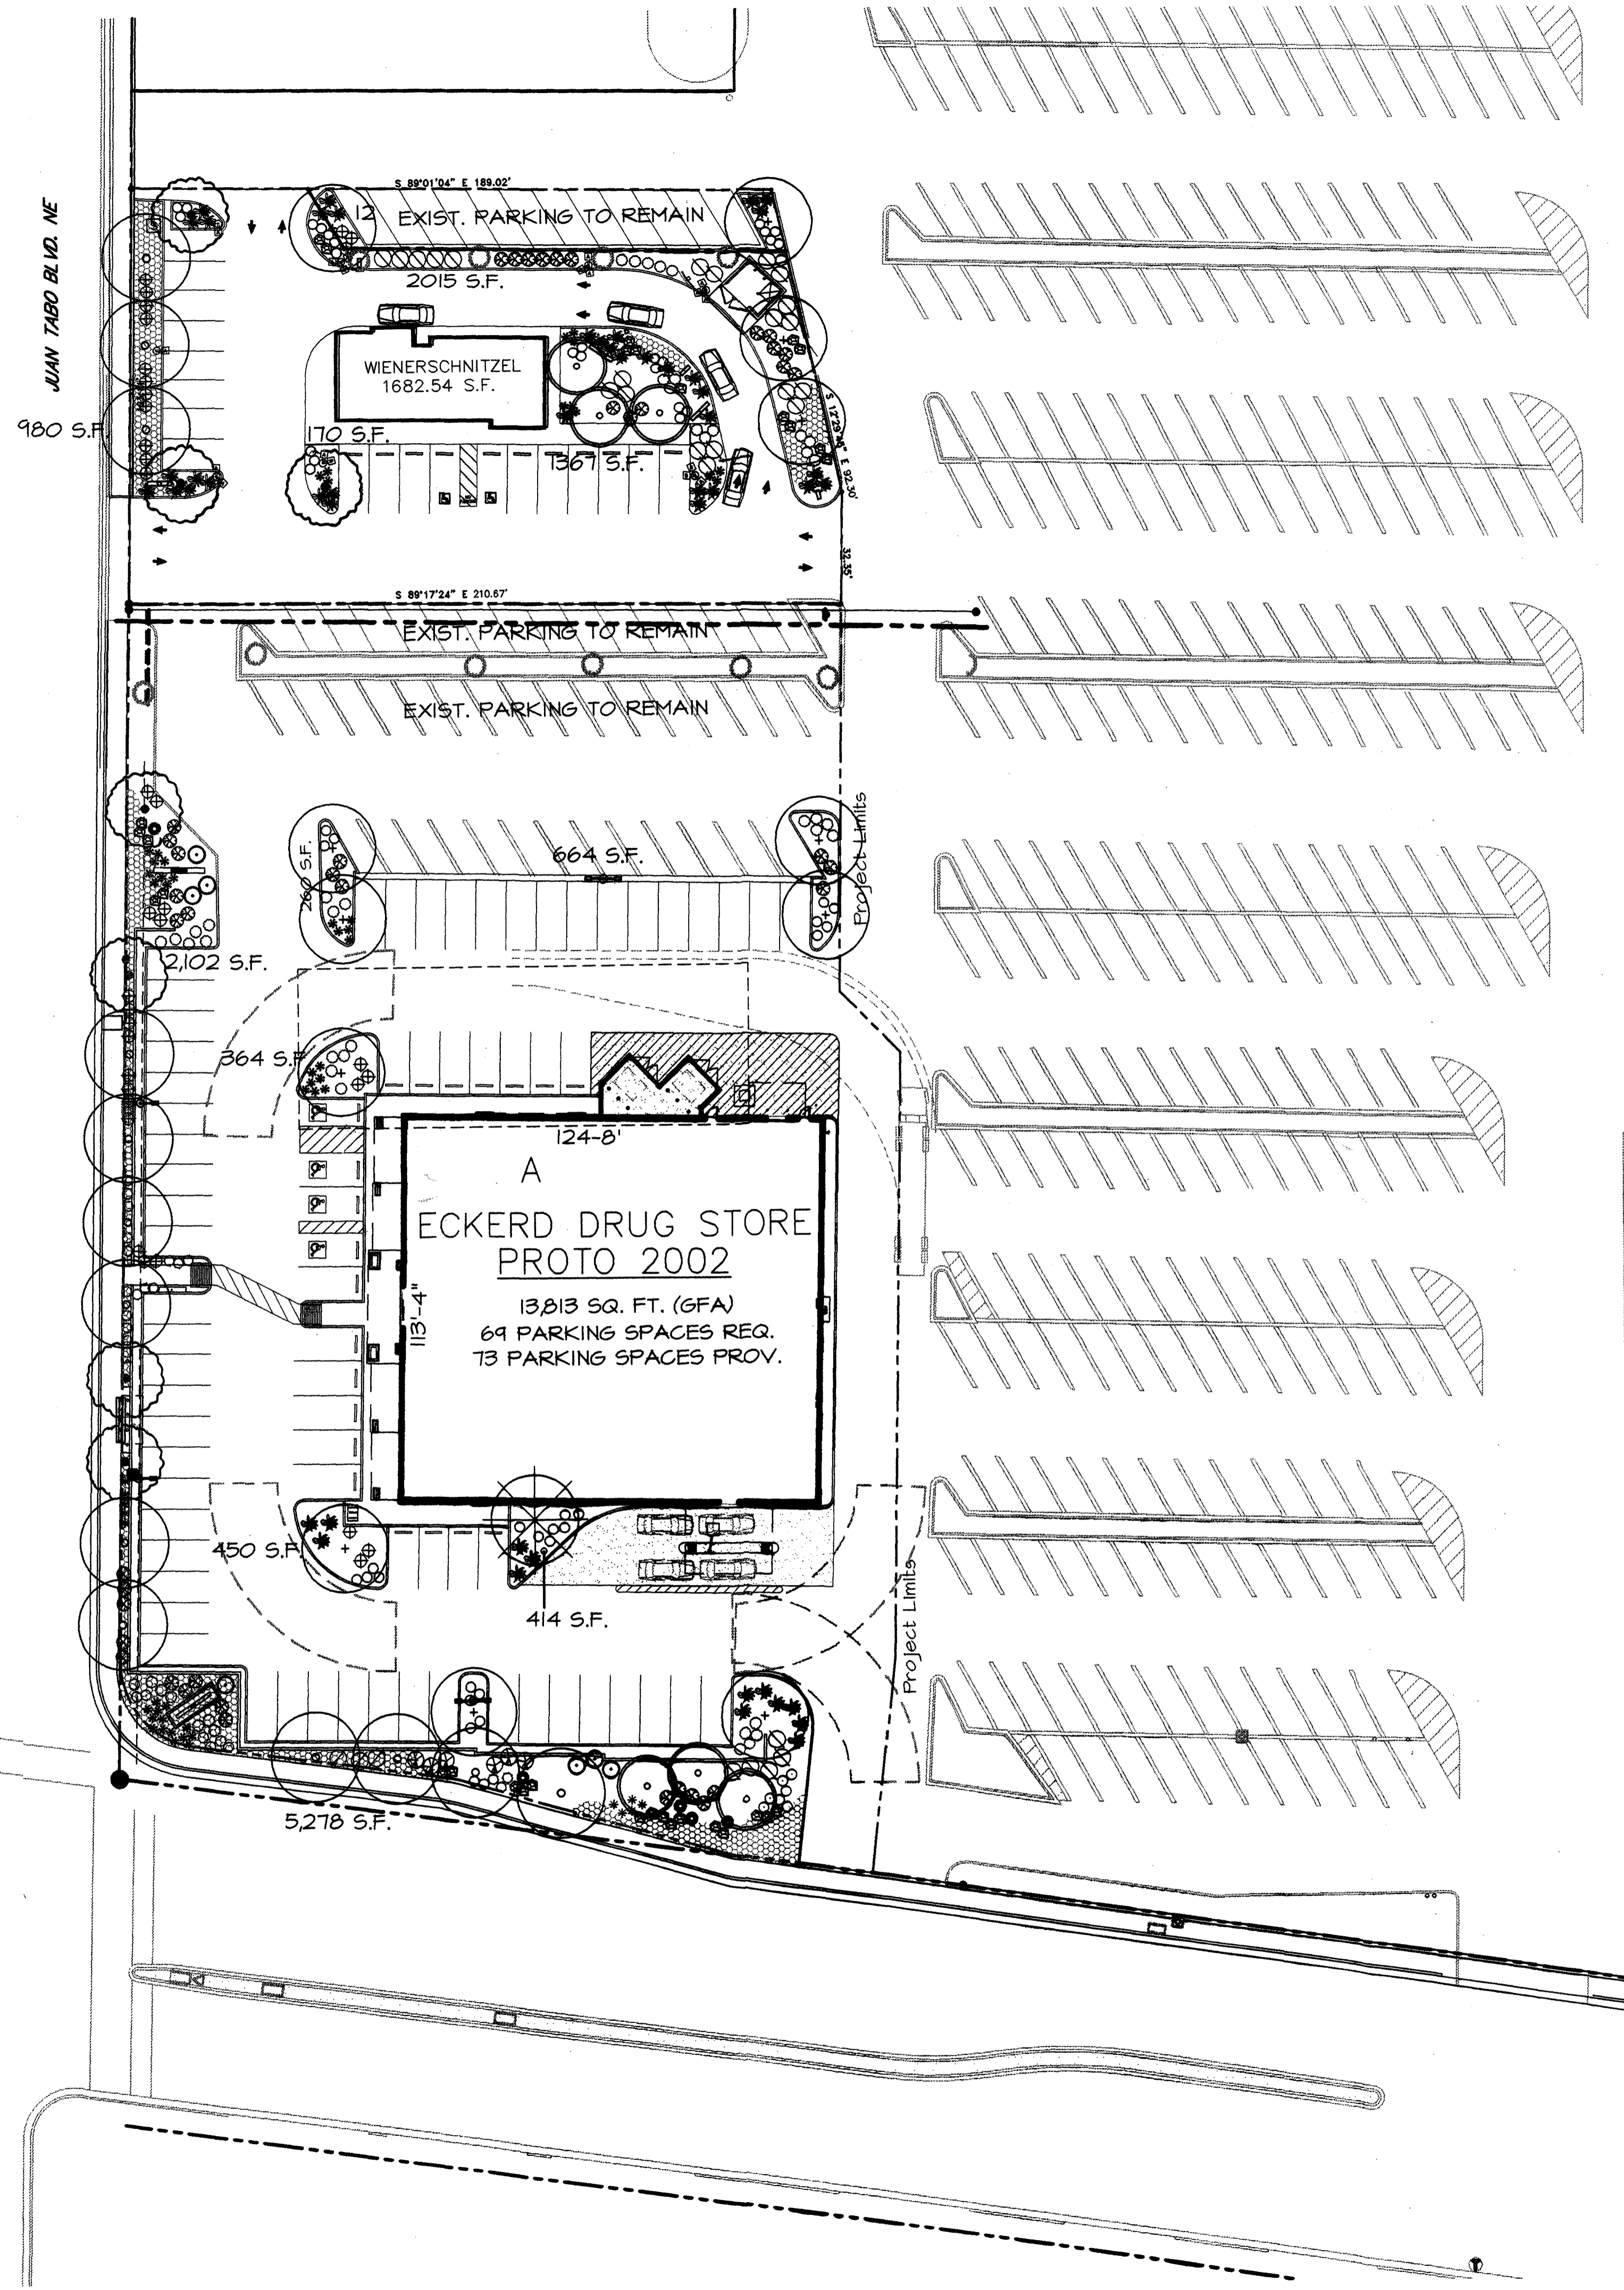 JUAN TABO BLVD. NE
S 89°01'04" E 189.02'
12
EXIST. PARKING TO REMAIN
2015 S.F.
WIENERSCHNITZEL
1682.54 S.F.
980 S.F.
170 S.F.
1367 S.F.
E 92.30'
32.35'
S 89°17'24" E 210.67'
EXIST. PARKING TO REMAIN
EXIST. PARKING TO REMAIN
Project Limits
260 S.F.
664 S.F.
2,102 S.F.
364 S.F.
124-8'
A
ECKERD DRUG STORE
PROTO 2002
13,813 SQ. FT. (GFA)
69 PARKING SPACES REQ.
73 PARKING SPACES PROV.
113'-4"
450 S.F.
414 S.F.
Project Limits
5,278 S.F.